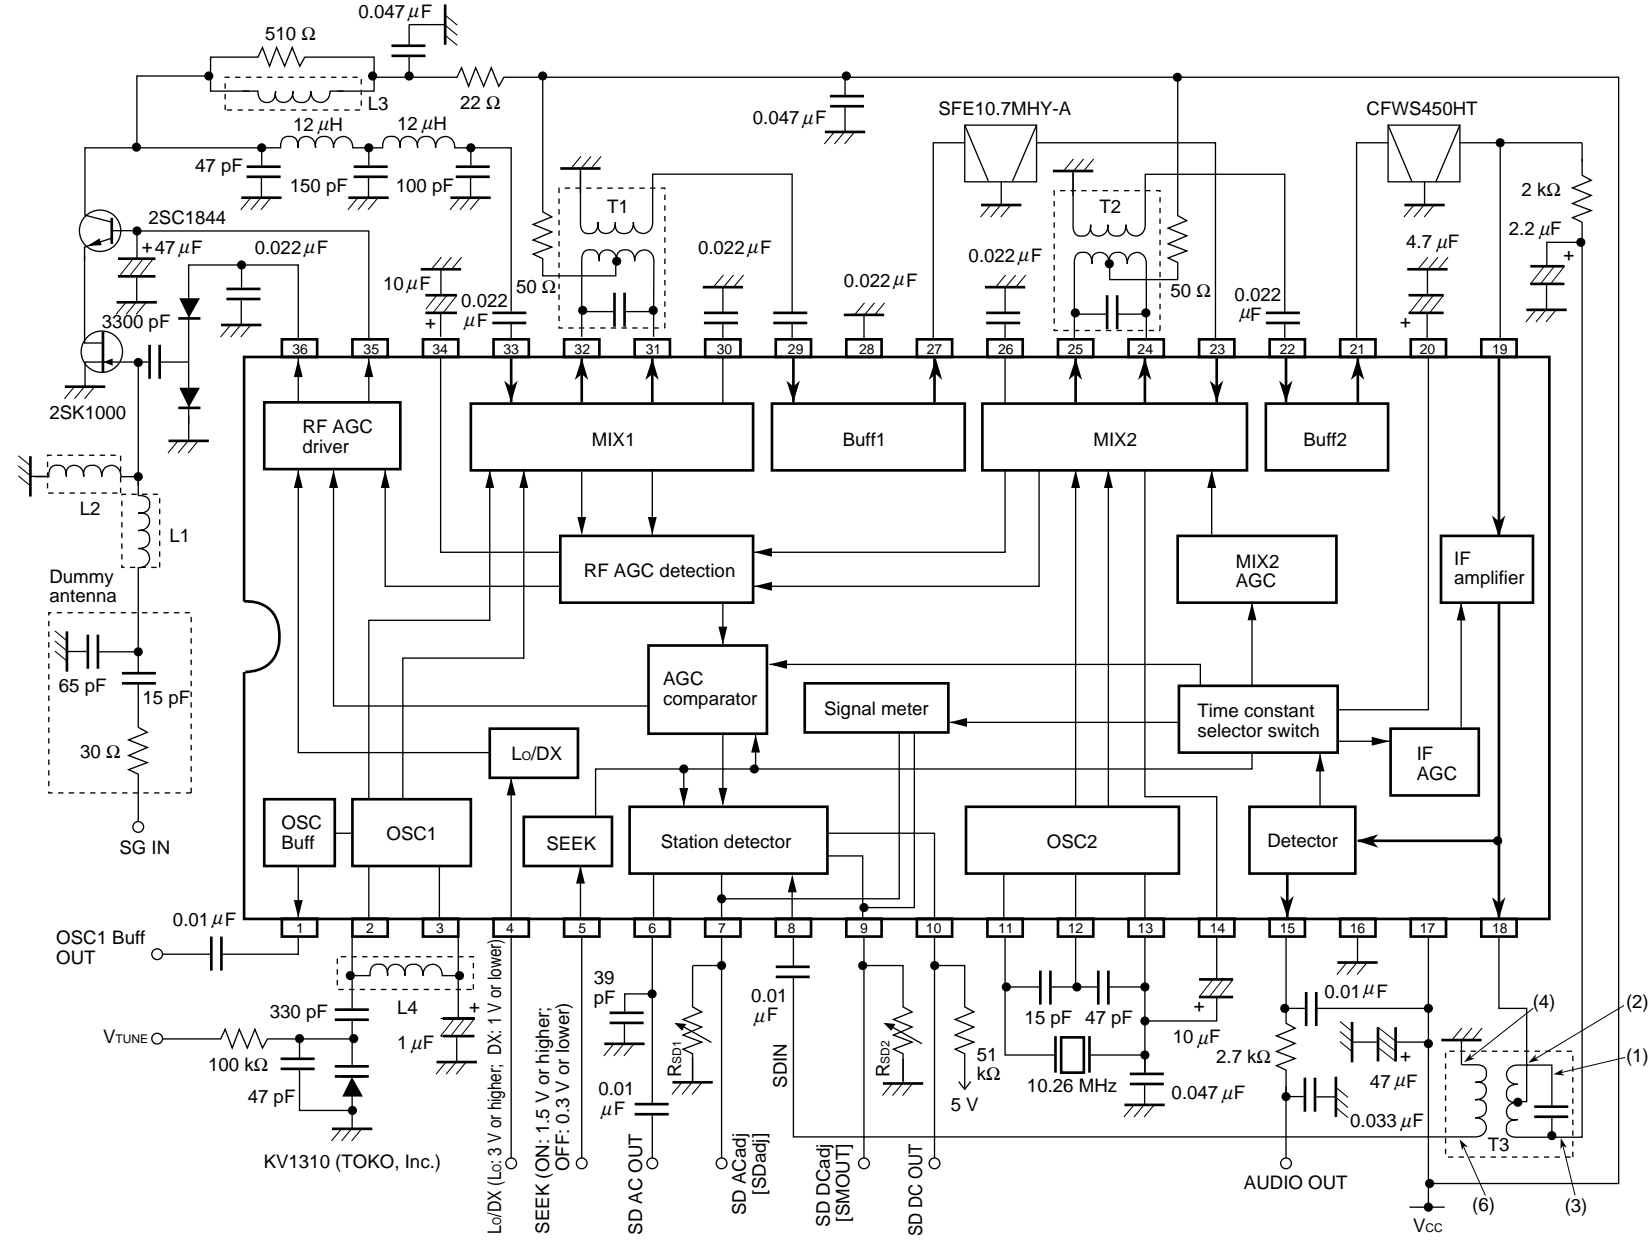 0.047 μF
510 Ω
L3
22 Ω
0.047 μF
SFE10.7MHY-A
CFWS450HT
12 μH
12 μH
47 pF
150 pF
100 pF
2 kΩ
2.2 μF
+
2SC1844
+
47 μF
0.022 μF
T1
T2
0.022 μF
0.022 μF
0.022 μF
4.7 μF
+
10 μF
+
0.022
μF
50 Ω
50 Ω
0.022
μF
3300 pF
2SK1000
36
35
34
33
32
31
30
29
28
27
26
25
24
23
22
21
20
19
RF AGC
driver
MIX1
Buff1
MIX2
Buff2
L2
L1
RF AGC detection
MIX2
AGC
IF
amplifier
Dummy
antenna
65 pF
15 pF
30 Ω
SG IN
AGC
comparator
Signal meter
Time constant
selector switch
IF
AGC
LO/DX
OSC
Buff
OSC1
SEEK
Station detector
OSC2
Detector
1
2
3
4
5
6
7
8
9
10
11
12
13
14
15
16
17
18
0.01 μF
OSC1 Buff
OUT
L4
330 pF
+
1 μF
VTUNE
100 kΩ
47 pF
KV1310 (TOKO, Inc.)
LO/DX (LO: 3 V or higher; DX: 1 V or lower)
SEEK (ON: 1.5 V or higher;
OFF: 0.3 V or lower)
39
pF
0.01
μF
SD AC OUT
RSD1
SD ACadj
[SDadj]
0.01
μF
SDIN
RSD2
SD DCadj
[SMOUT]
51
kΩ
5 V
SD DC OUT
15 pF
47 pF
10.26 MHz
+
10 μF
0.047 μF
0.01 μF
2.7 kΩ
+
47 μF
0.033 μF
AUDIO OUT
(4)
(2)
(1)
T3
(6)
(3)
VCC